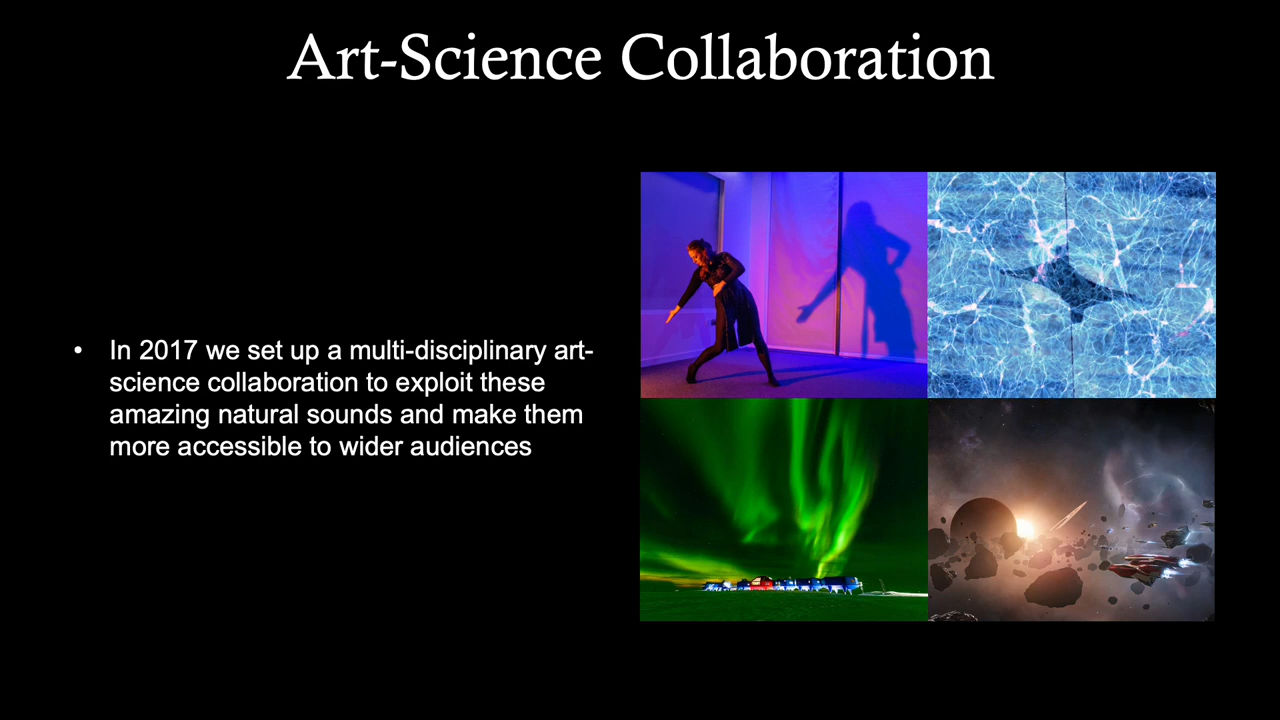 Art-Science Collaboration
• In 2017 we set up a multi-disciplinary art-
science collaboration to exploit these
amazing natural sounds and make them
more accessible to wider audiences